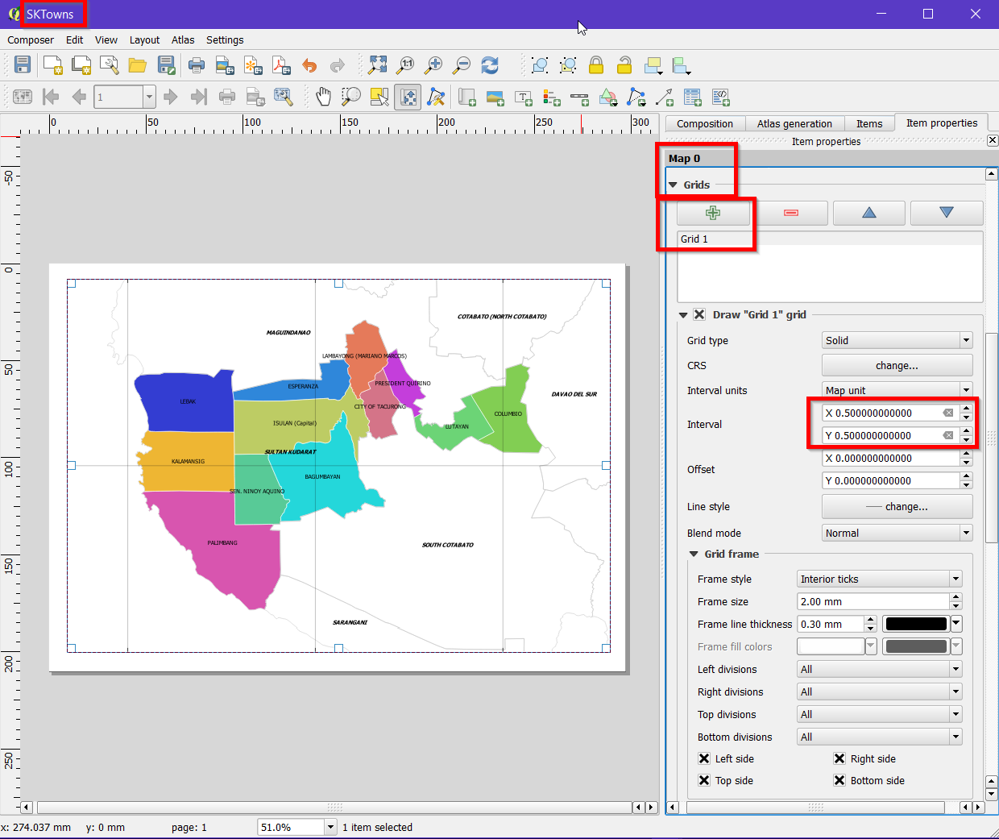 SKTowns
Composer Edit View Layout Atlas Settings
1:1
1
T
0 50 100 150 200 250 300
Composition Atlas generation Items Item properties
Item properties
Map 0
Grids
Grid 1
Draw "Grid 1" grid
Grid type Solid
CRS change...
Interval units Map unit
Interval X 0.500000000000
Y 0.500000000000
Offset X 0.000000000000
Y 0.000000000000
Line style change...
Blend mode Normal
Grid frame
Frame style Interior ticks
Frame size 2.00 mm
Frame line thickness 0.30 mm
Frame fill colors
Left divisions All
Right divisions All
Top divisions All
Bottom divisions All
Left side Right side
Top side Bottom side
-50
0
50
100
150
200
250
COTABATO (NORTH COTABATO)
MAGUINDANAO
LAMBAYONG (MARIANO MARCOS)
ESPERANZA
PRESIDENT QUIRINO
DAVAO DEL SUR
LEBAK
CITY OF TACURONG
COLUMBIO
ISULAN (Capital)
LUTAYAN
SULTAN KUDARAT
KALAMANSIG
BAGUMBAYAN
SEN. NINOY AQUINO
PALIMBANG
SOUTH COTABATO
SARANGANI
x: 274.037 mm y: 0 mm page: 1 51.0% 1 item selected